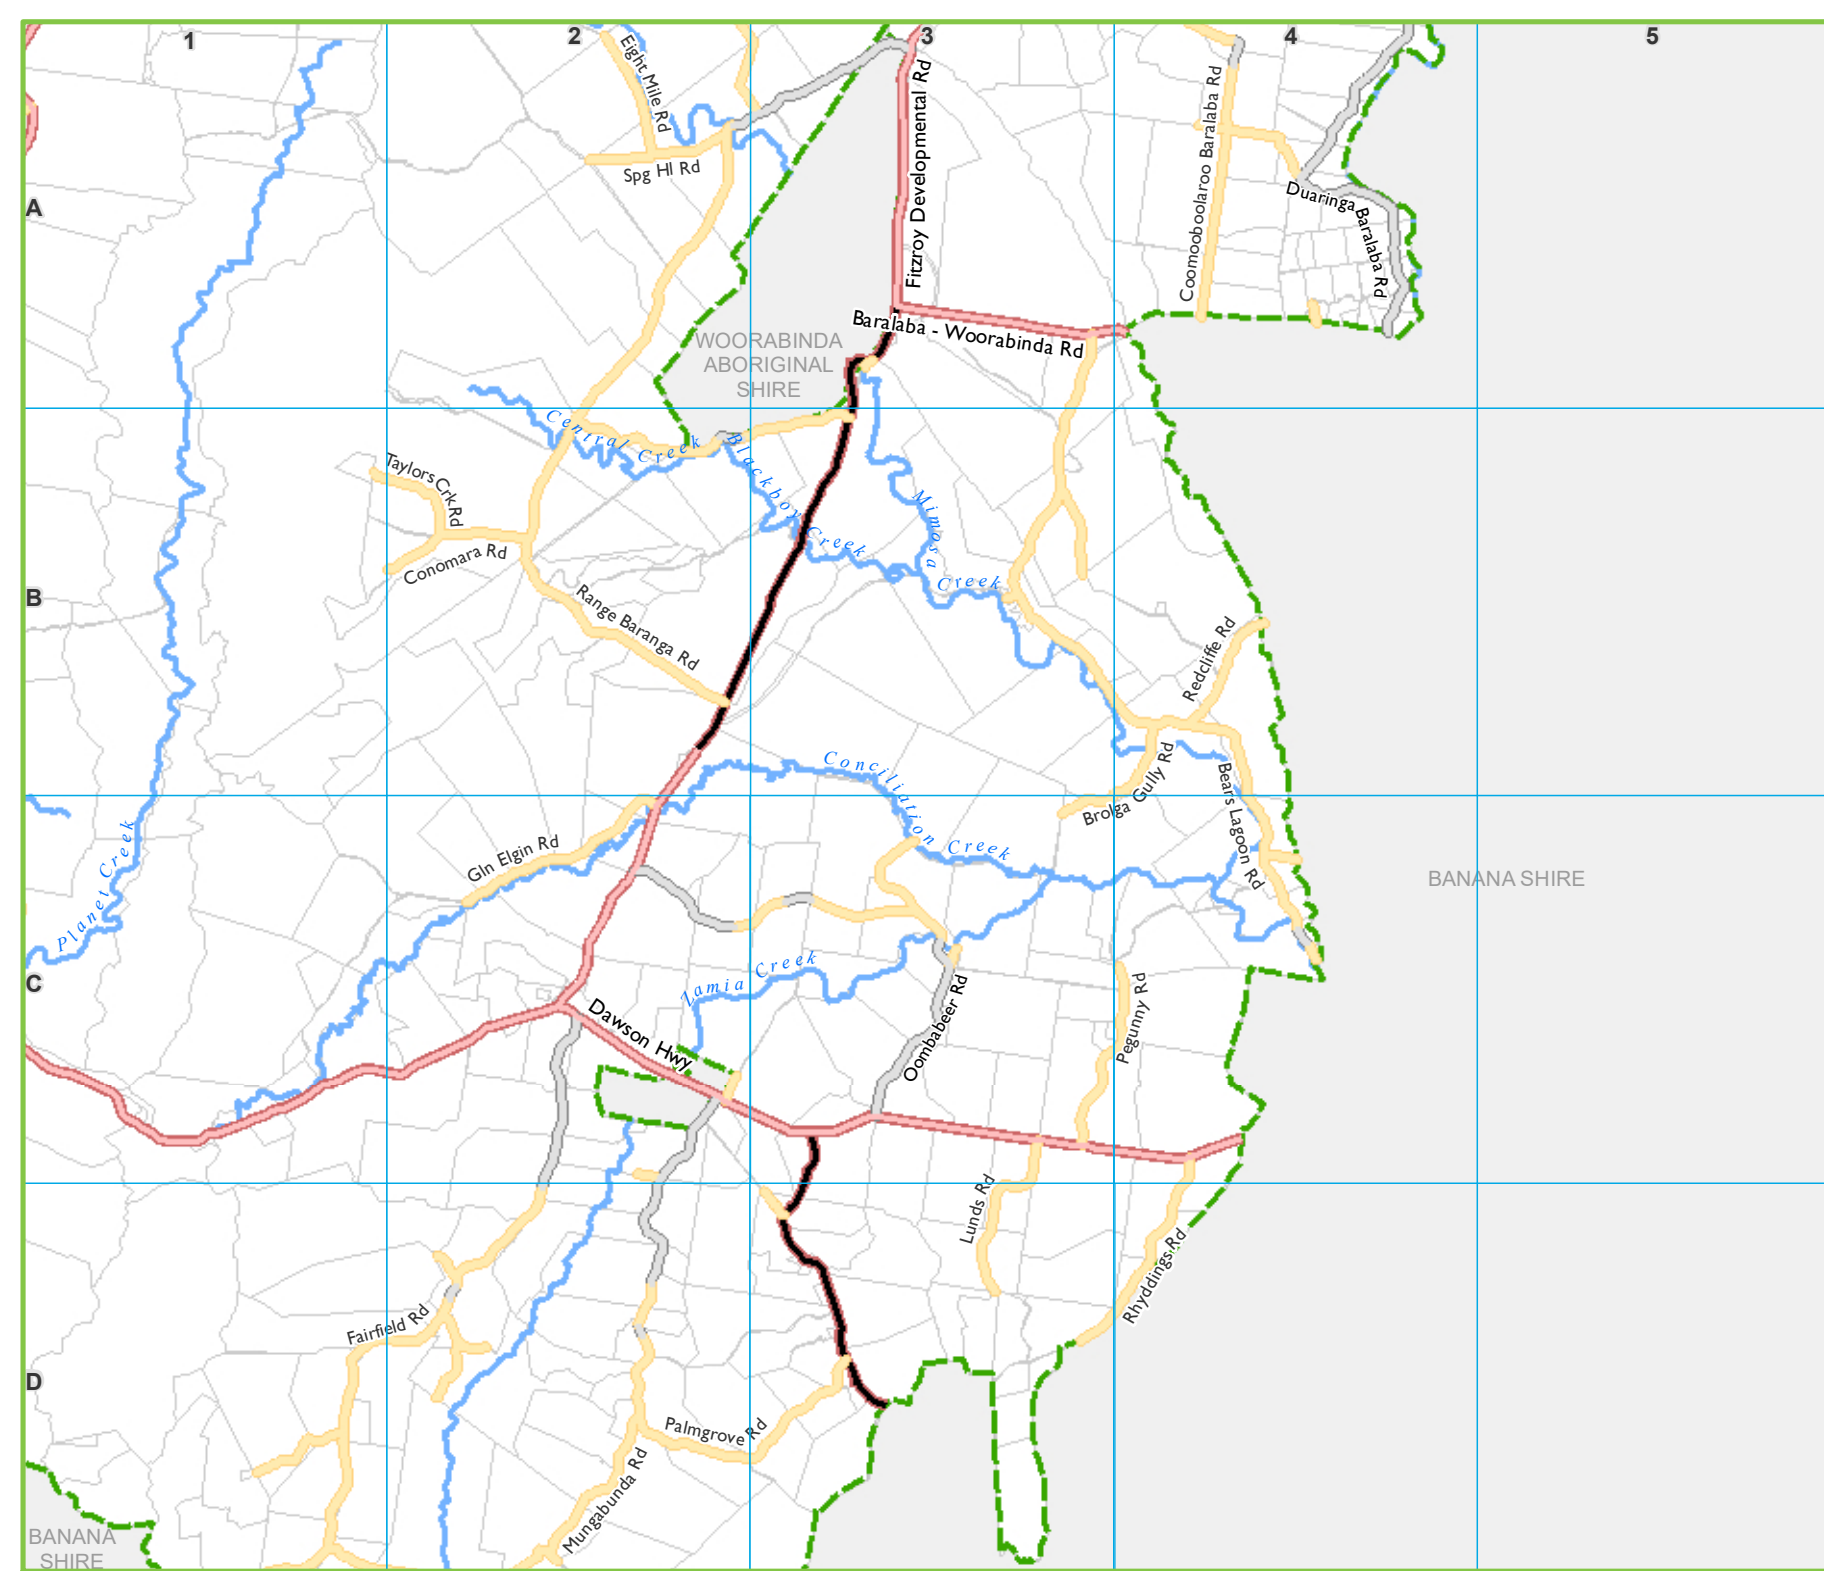 1
2
3
4
5
Eight Mile Rd
Spg Hl Rd
Fitzroy Developmental Rd
Coomooboolaroo Baralaba Rd
Duaringa Baralaba Rd
A
Baralaba - Woorabinda Rd
WOORABINDA
ABORIGINAL
SHIRE
Central Creek
Blackboy Creek
Mimosa Creek
Taylors Crk Rd
Conomara Rd
B
Range Baranga Rd
Redcliffe Rd
Conciliation Creek
Brolga Gully Rd
Bears Lagoon Rd
Gln Elgin Rd
Planet Creek
BANANA SHIRE
C
Zamia Creek
Dawson Hwy
Oombabeer Rd
Pegunny Rd
Lunds Rd
Rhyddings Rd
Fairfield Rd
D
Palmgrove Rd
Mungabunda Rd
BANANA
SHIRE